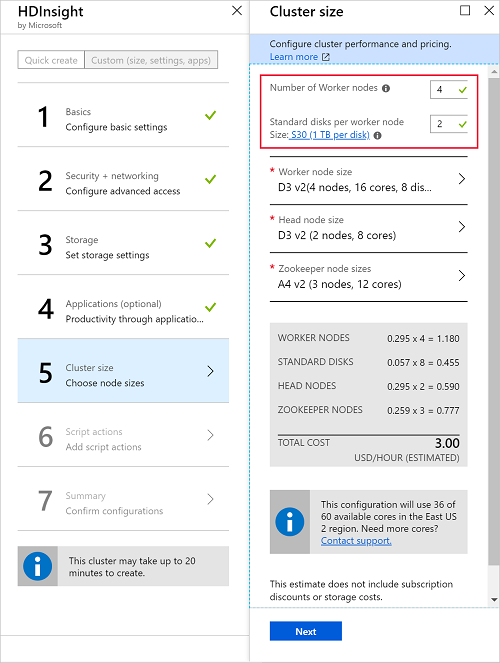 HDInsight
by Microsoft
Quick create
Custom (size, settings, apps)
1
Basics
Configure basic settings
2
Security + networking
Configure advanced access
3
Storage
Set storage settings
4
Applications (optional)
Productivity through applicatio...
5
Cluster size
Choose node sizes
6
Script actions
Add script actions
7
Summary
Confirm configurations
This cluster may take up to 20
minutes to create.
Cluster size
Configure cluster performance and pricing.
Learn more
Number of Worker nodes
4
Standard disks per worker node
Size: S30 (1 TB per disk)
2
* Worker node size
D3 v2(4 nodes, 16 cores, 8 dis...
* Head node size
D3 v2 (2 nodes, 8 cores)
* Zookeeper node sizes
A4 v2 (3 nodes, 12 cores)
WORKER NODES 0.295 x 4 = 1.180
STANDARD DISKS 0.057 x 8 = 0.455
HEAD NODES 0.295 x 2 = 0.590
ZOOKEEPER NODES 0.259 x 3 = 0.777
TOTAL COST 3.00
USD/HOUR (ESTIMATED)
This configuration will use 36 of
60 available cores in the East US
2 region. Need more cores?
Contact support.
This estimate does not include subscription
discounts or storage costs.
Next